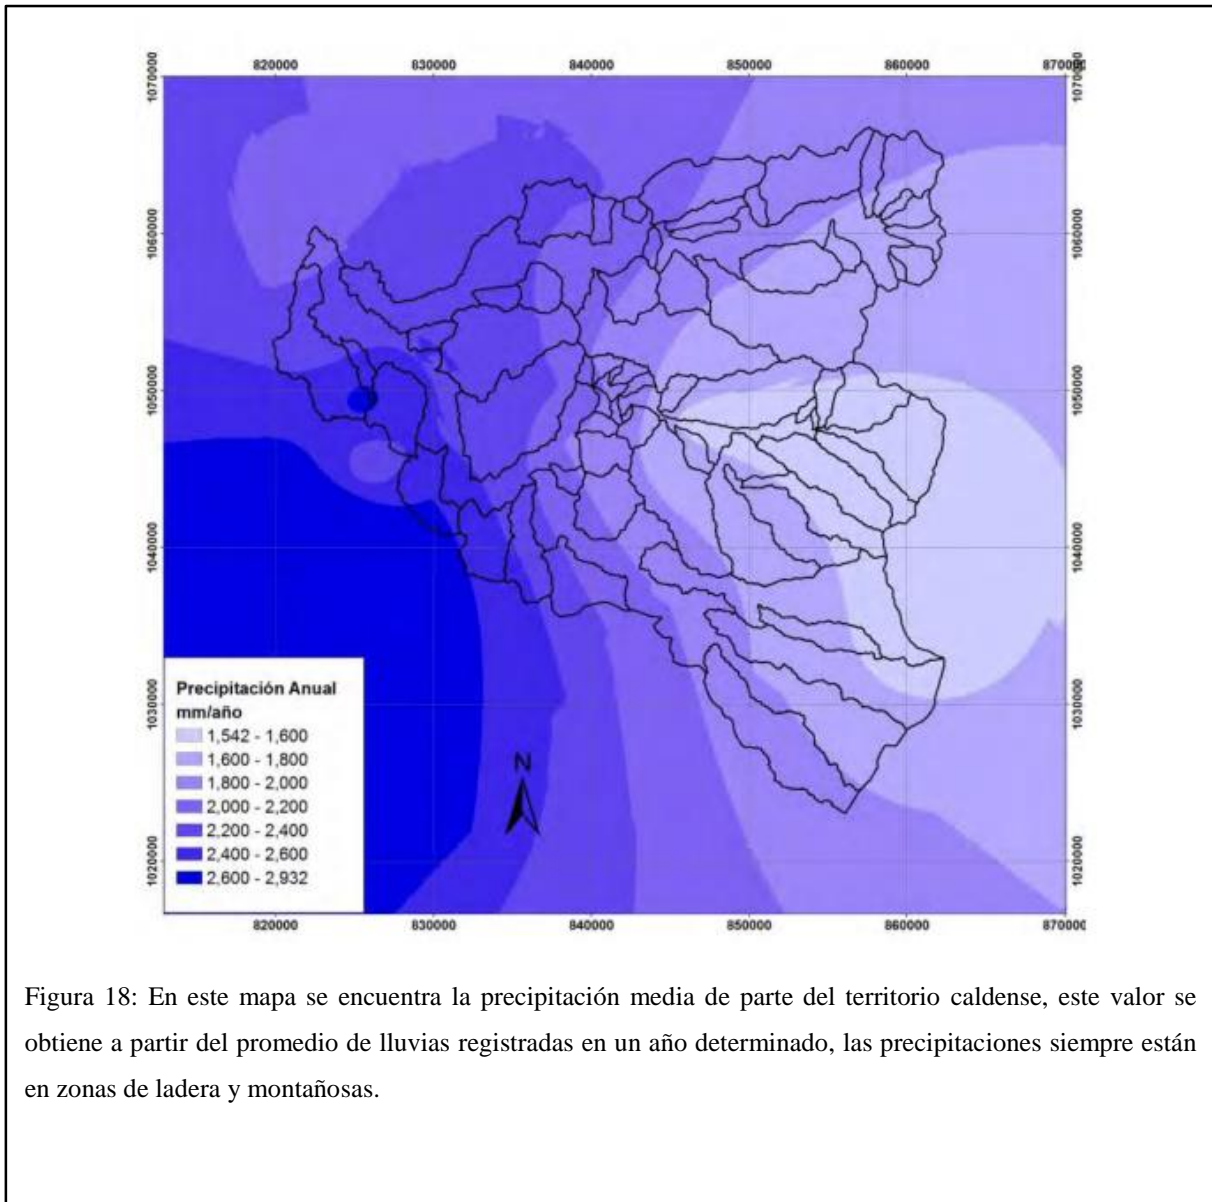 820000 830000 840000 850000 860000 870000
1070000 1070000
1060000 1060000
1050000 1050000
1040000 1040000
1030000 1030000
1020000 1020000
Precipitación Anual
mm/año
1,542 - 1,600
1,600 - 1,800
1,800 - 2,000
2,000 - 2,200
2,200 - 2,400
2,400 - 2,600
2,600 - 2,932
N
820000 830000 840000 850000 860000 870000
Figura 18: En este mapa se encuentra la precipitación media de parte del territorio caldense, este valor se
obtiene a partir del promedio de lluvias registradas en un año determinado, las precipitaciones siempre están
en zonas de ladera y montañosas.